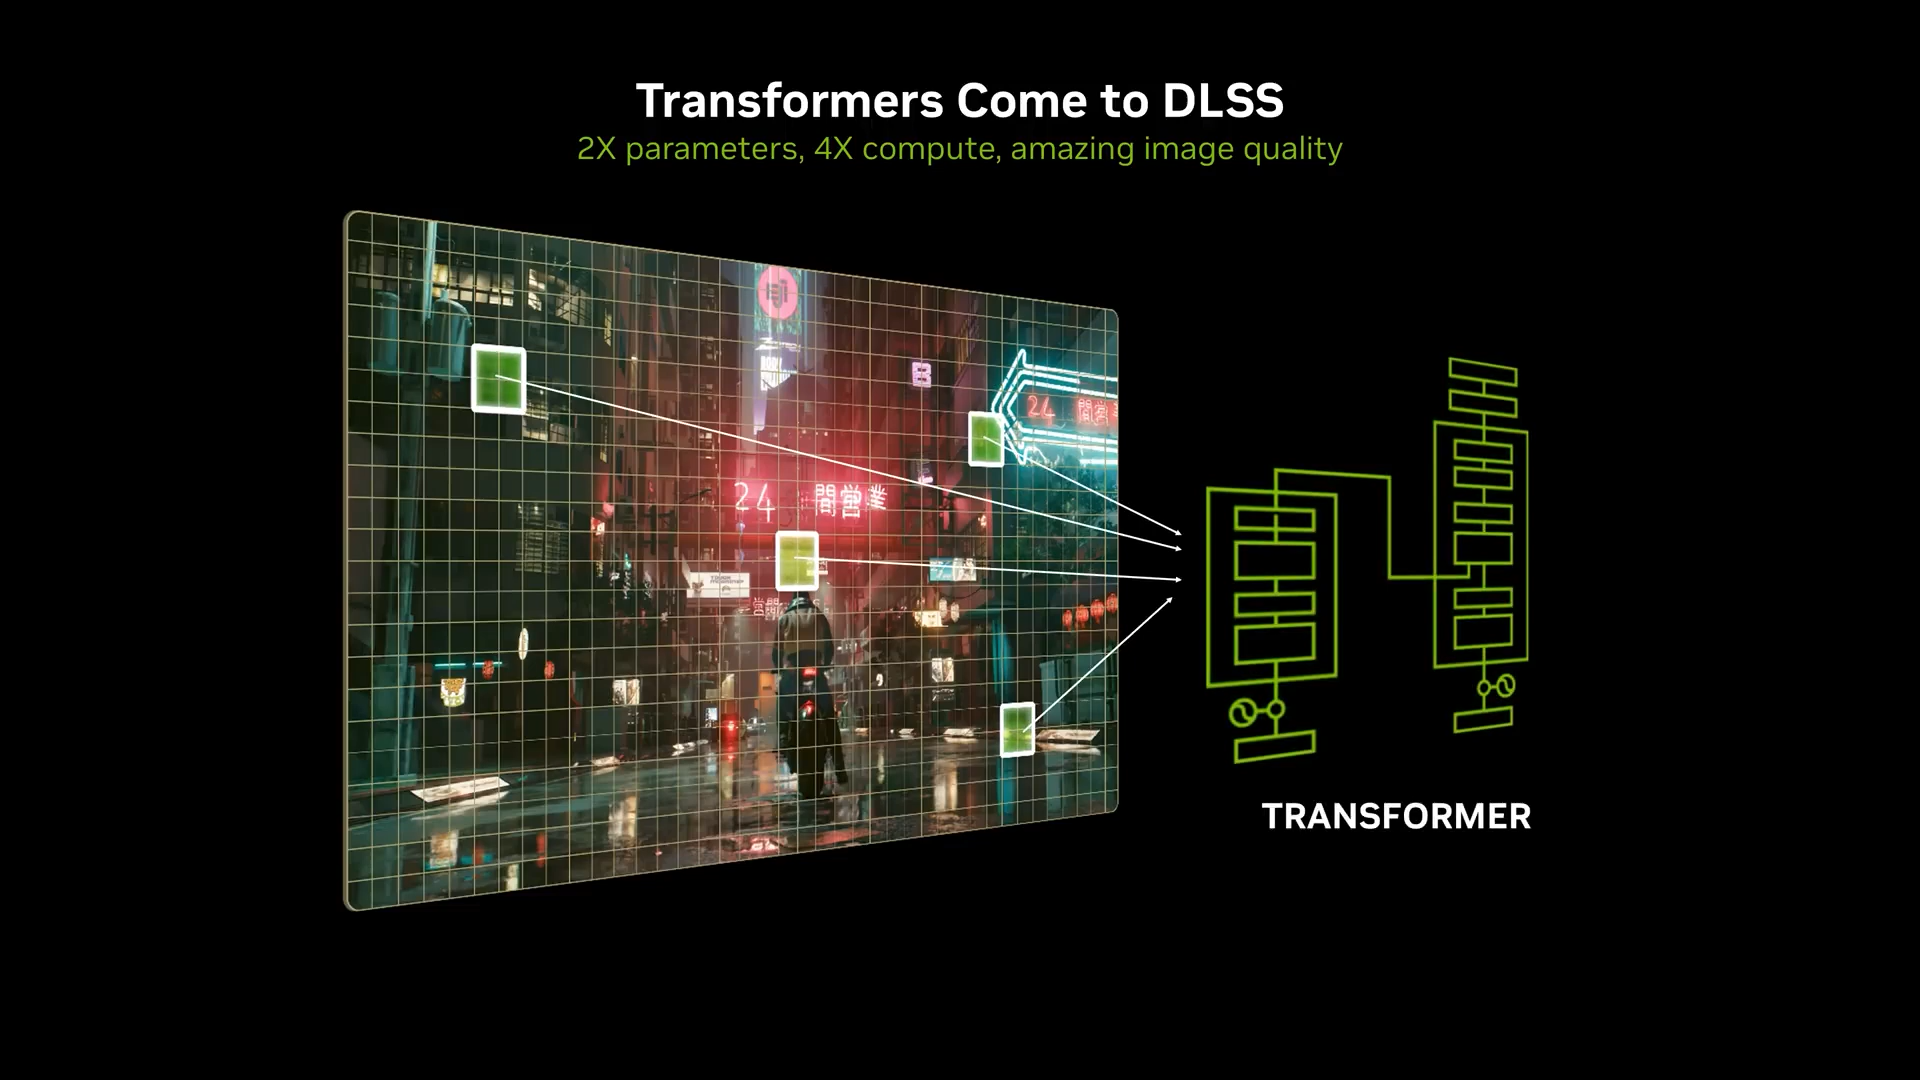 Transformers Come to DLSS
2X parameters, 4X compute, amazing image quality
24 間営業
24 間営
TRANSFORMER